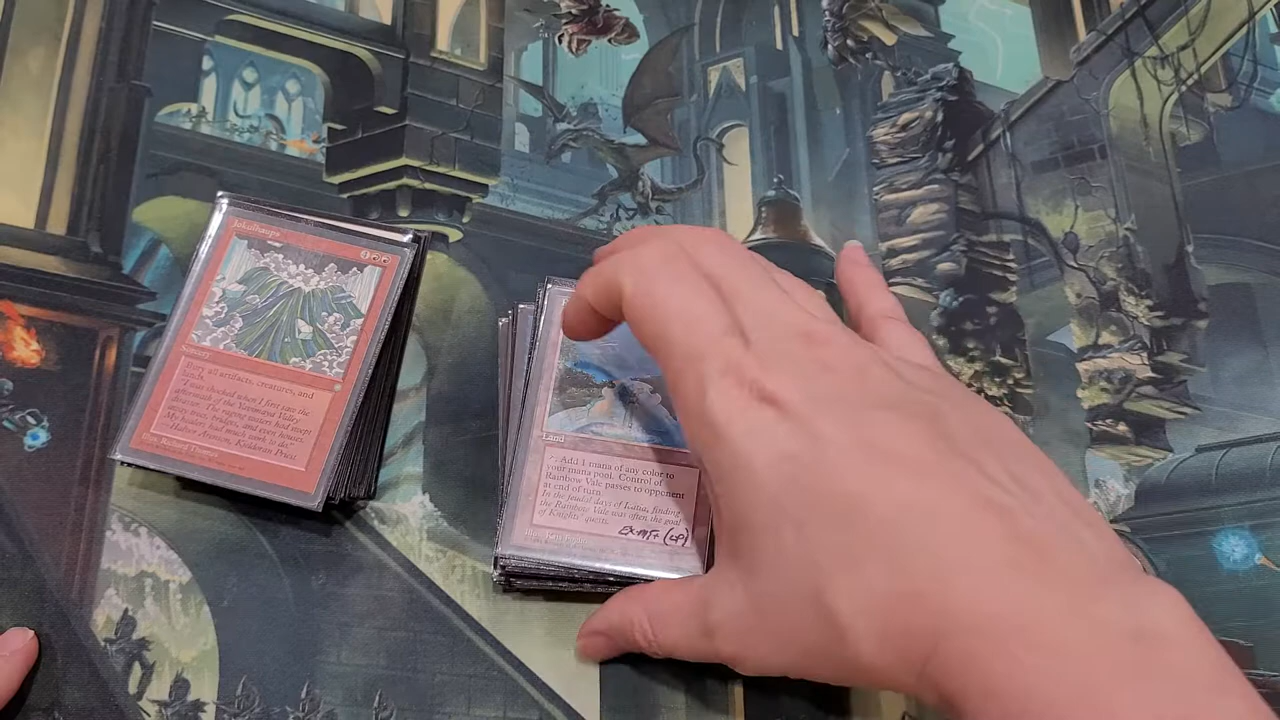 Jokulhaups
4
Sorcery
Bury all artifacts, creatures, and
lands.
"I was shocked when I first saw the
aftermath of the Yavimaya Valley
disaster. The raging waters had swept
away trees, bridges, and even houses.
My healers had much work to do."
-Halvor Arenson, Kjeldoran Priest
Illus. Richard Thomas
Land
: Add 1 mana of any color to
your mana pool. Control of
Rainbow Vale passes to opponent
at end of turn.
In the feudal days of Icatia, finding
the Rainbow Vale was often the goal
of Knights' quests.
Illus. Kaja Foglio